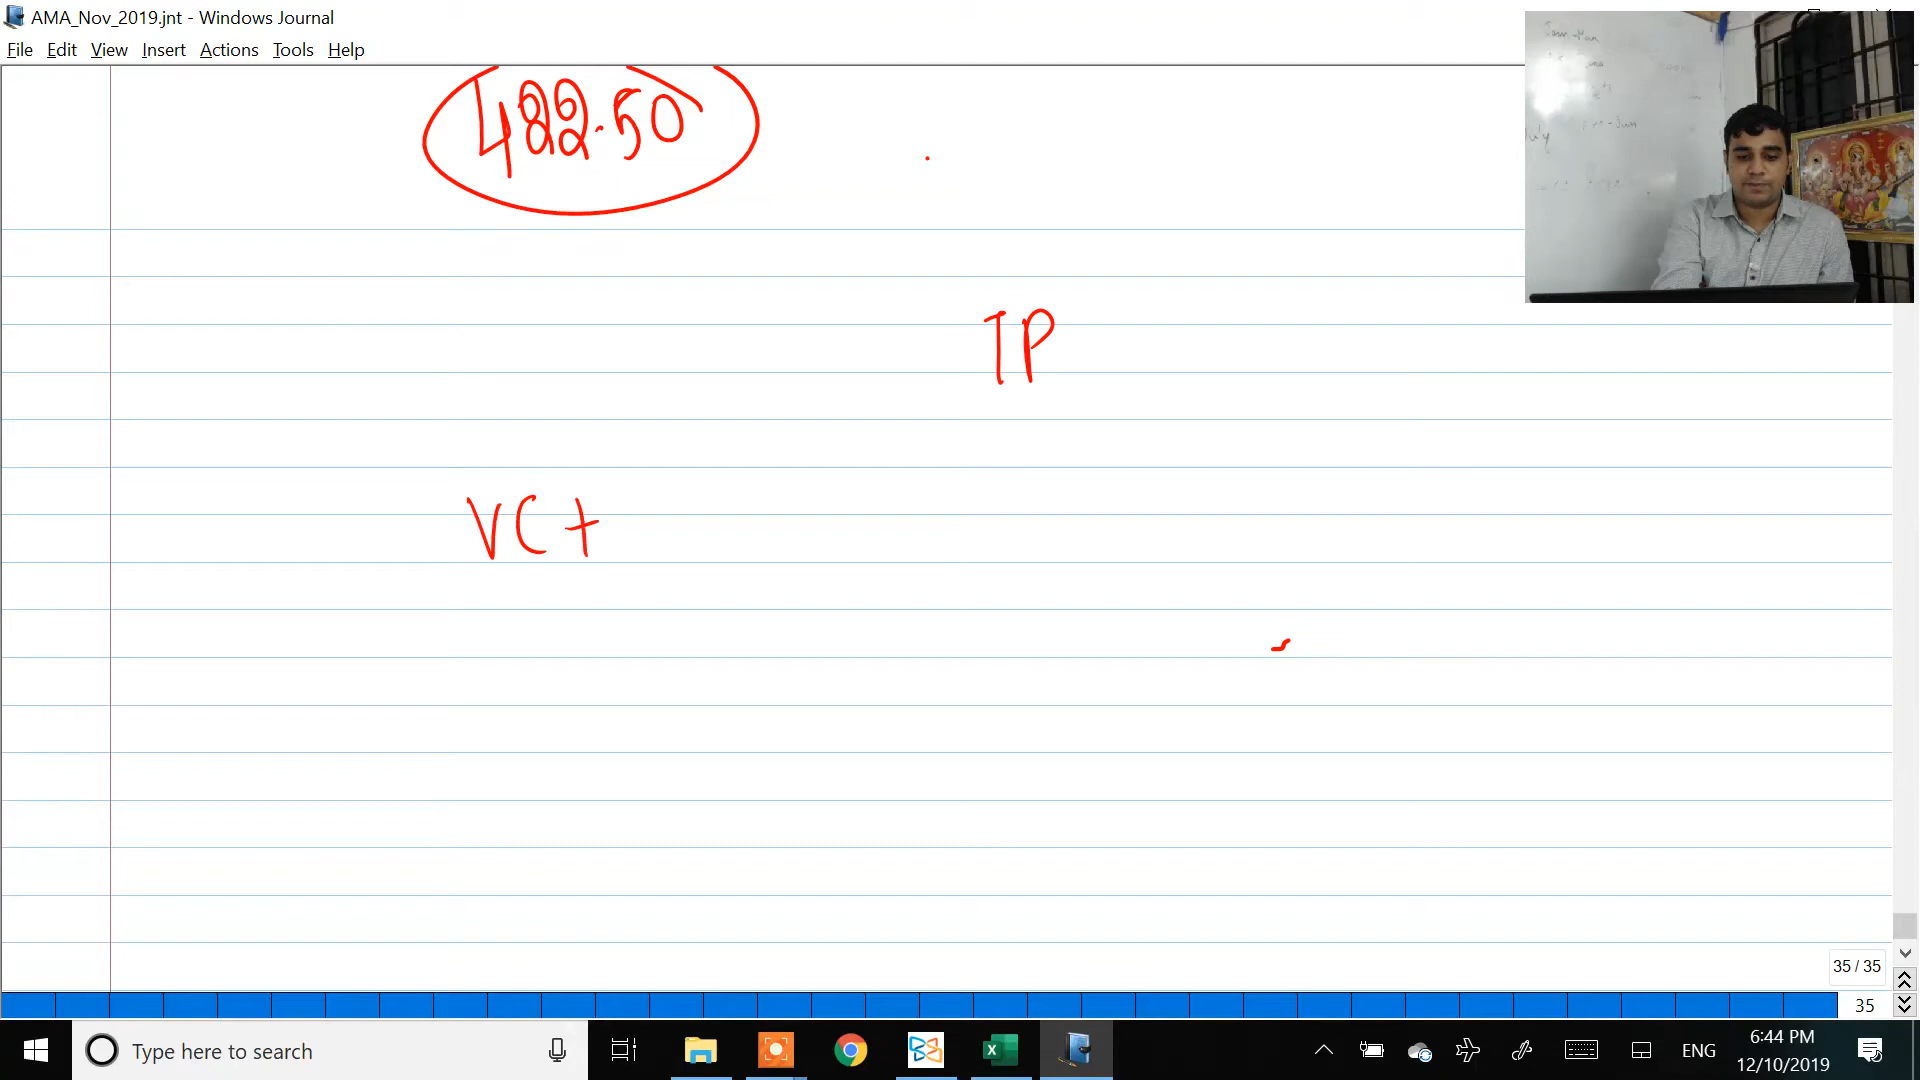 AMA_Nov_2019.jnt - Windows Journal
File Edit View Insert Actions Tools Help
422.50
TP
VC +
35 / 35
35
Type here to search
ENG
6:44 PM
12/10/2019